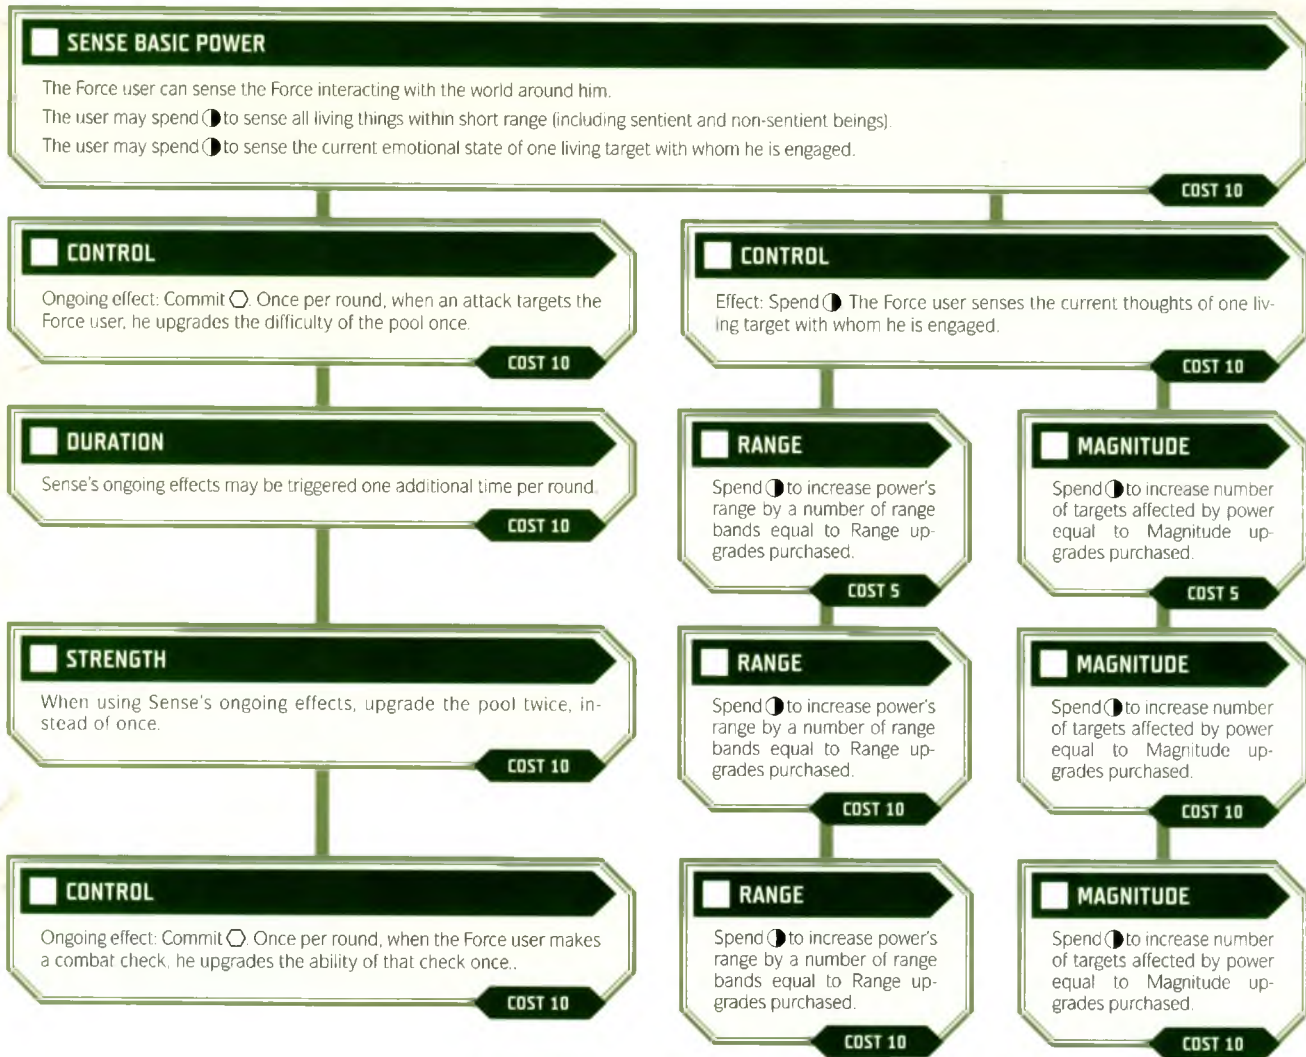 SENSE BASIC POWER
The Force user can sense the Force interacting with the world around him.
The user may spend to sense all living things within short range (including sentient and non-sentient beings).
The user may spend to sense the current emotional state of one living target with whom he is engaged.
COST 10
CONTROL
Ongoing effect: Commit. Once per round, when an attack targets the
Force user, he upgrades the difficulty of the pool once.
COST 10
DURATION
Sense's ongoing effects may be triggered one additional time per round.
COST 10
STRENGTH
When using Sense's ongoing effects, upgrade the pool twice, in-
stead of once.
COST 10
CONTROL
Ongoing effect: Commit. Once per round, when the Force user makes
a combat check, he upgrades the ability of that check once..
COST 10
CONTROL
Effect: Spend The Force user senses the current thoughts of one liv-
ing target with whom he is engaged.
COST 10
RANGE
Spend to increase power's
range by a number of range
bands equal to Range up-
grades purchased.
COST 5
RANGE
Spend to increase power's
range by a number of range
bands equal to Range up-
grades purchased.
COST 10
RANGE
Spend to increase power's
range by a number of range
bands equal to Range up-
grades purchased.
COST 10
MAGNITUDE
Spend to increase number
of targets affected by power
equal to Magnitude up-
grades purchased.
COST 5
MAGNITUDE
Spend to increase number
of targets affected by power
equal to Magnitude up-
grades purchased.
COST 10
MAGNITUDE
Spend to increase number
of targets affected by power
equal to Magnitude up-
grades purchased.
COST 10